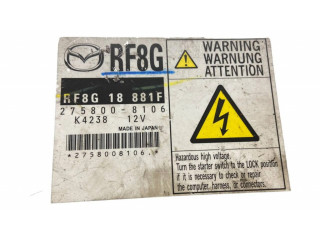 RF8G
RF8G 18 881F
275800-8106
K4238 12V
MADE IN JAPAN
*2758008106*
WARNING
WARNUNG
ATTENTION
Hazardous high voltage.
Turn the starter switch to the LOCK position
if it is necessary to check or repair
the computer, harness, or connectors.